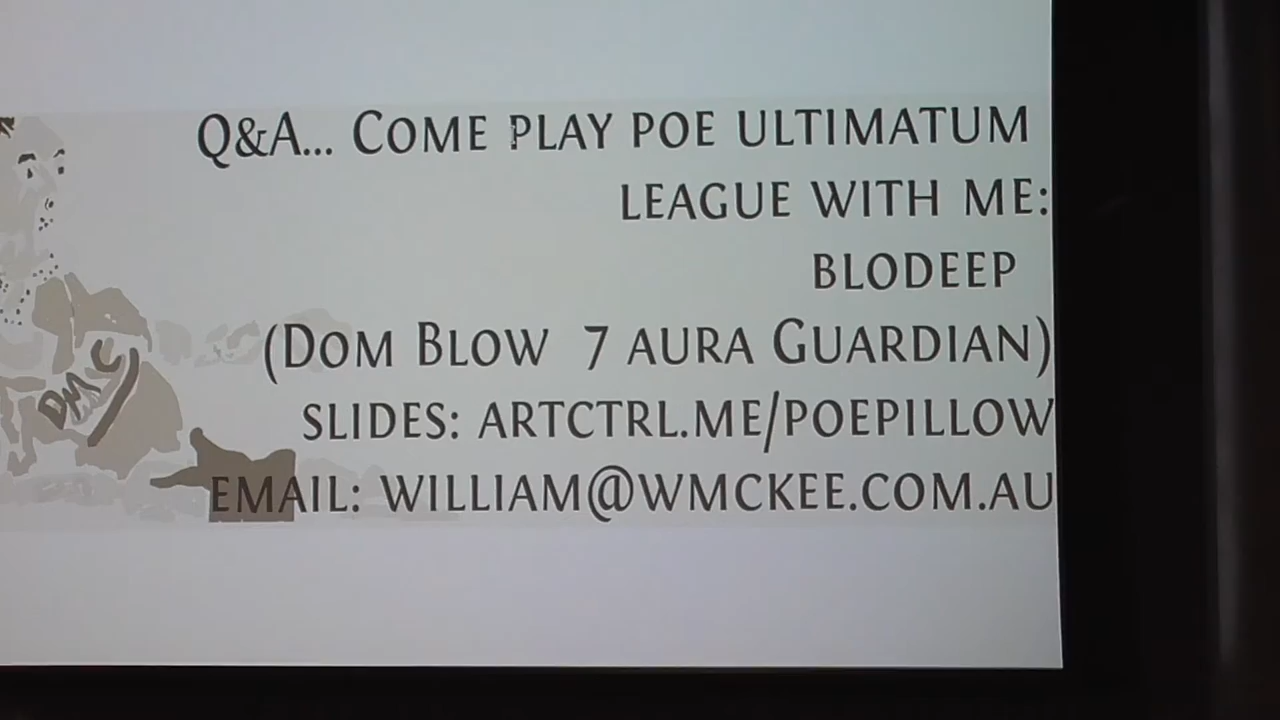 Q&A... COME PLAY POE ULTIMATUM
LEAGUE WITH ME:
BLODEEP
(DOM BLOW 7 AURA GUARDIAN)
SLIDES: ARTCTRL.ME/POEPILLOW
EMAIL: WILLIAM@WMCKEE.COM.AU
DMC